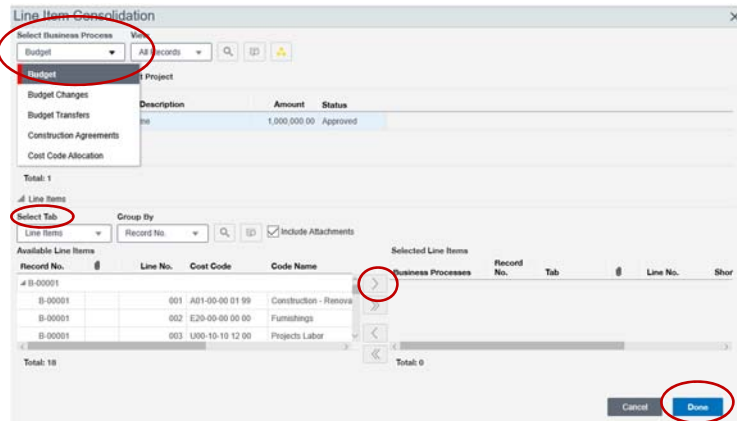 Line Item Consolidation
Select Business Process View
Budget All Records
Budget
Budget Changes
Budget Transfers
Construction Agreements
Cost Code Allocation
t Project
Description Amount Status
me 1,000,000.00 Approved
Total: 1
Line Items
Select Tab Group By
Line Items Record No. Include Attachments
Available Line Items
Record No. Line No. Cost Code Code Name
B-00001
B-00001 001 A01-00-00 01 99 Construction - Renova
B-00001 002 E20-00-00 00 00 Furnishings
B-00001 003 U00-10-10 12 00 Projects Labor
Total: 18
Selected Line Items
Business Processes Record No. Tab Line No. Shor
Total: 0
Cancel Done